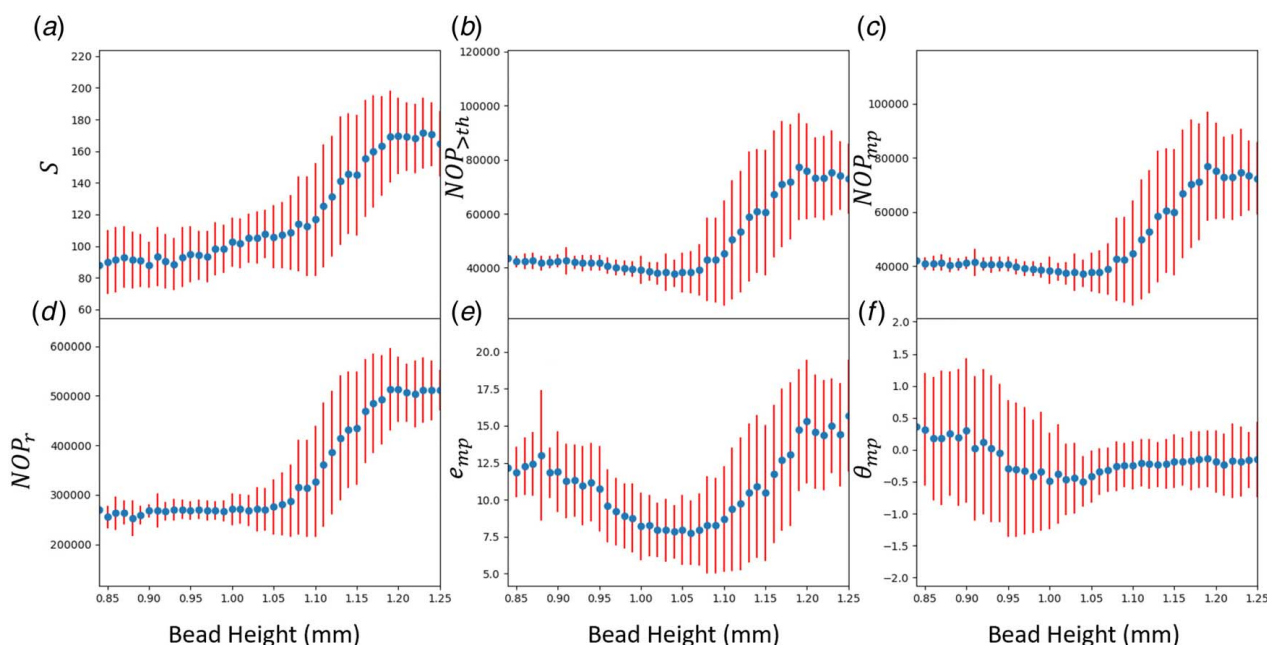 (a)
(b)
(c)
220
200
180
160
140
120
100
80
60
S
120000
100000
80000
60000
40000
NOP>th
100000
80000
60000
40000
NOPmp
(d)
(e)
(f)
600000
500000
400000
300000
200000
NOPr
0.85 0.90 0.95 1.00 1.05 1.10 1.15 1.20 1.25
Bead Height (mm)
20.0
17.5
15.0
12.5
10.0
7.5
5.0
emp
0.85 0.90 0.95 1.00 1.05 1.10 1.15 1.20 1.25
Bead Height (mm)
2.0
1.5
1.0
0.5
0.0
-0.5
-1.0
-1.5
-2.0
θmp
0.85 0.90 0.95 1.00 1.05 1.10 1.15 1.20 1.25
Bead Height (mm)